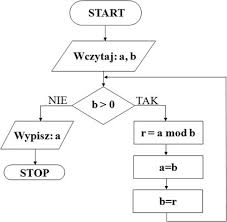 START
Wczytaj: a, b
NIE
b > 0
TAK
Wypisz: a
r = a mod b
STOP
a=b
b=r